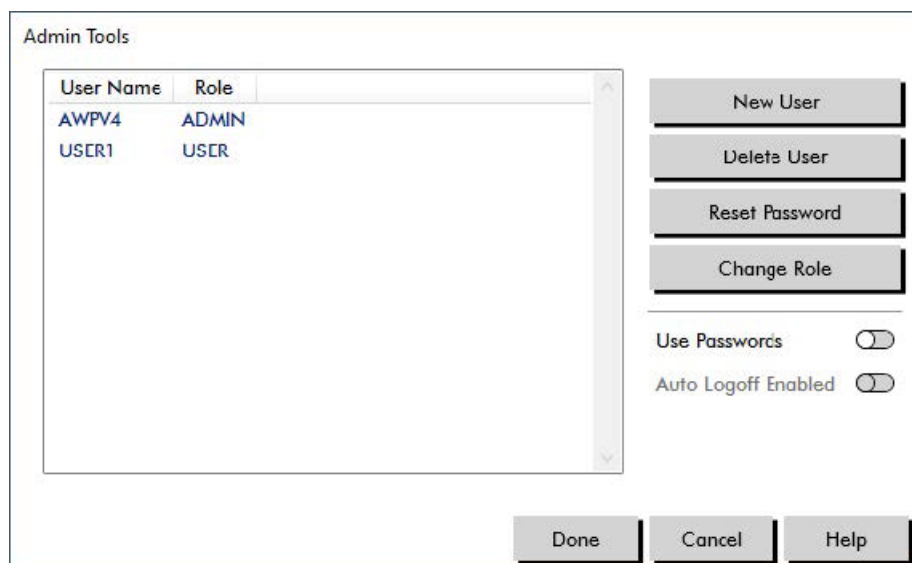 Admin Tools
User Name Role
AWPV4 ADMIN
USER1 USER
New User
Delete User
Reset Password
Change Role
Use Passwords
Auto Logoff Enabled
Done Cancel Help